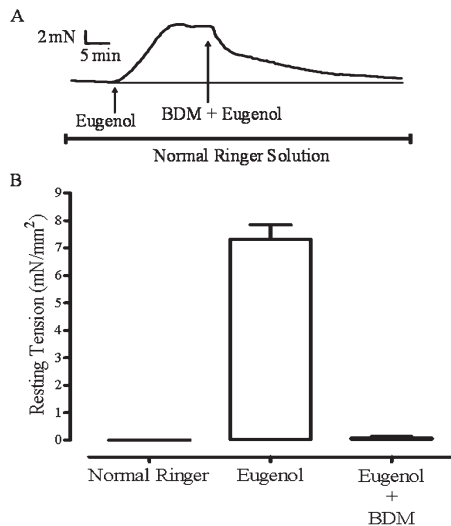 A
2 mN
5 min
Eugenol
BDM + Eugenol
Normal Ringer Solution
B
Resting Tension (mN/mm²)
9
8
7
6
5
4
3
2
1
0
Normal Ringer
Eugenol
Eugenol
+
BDM